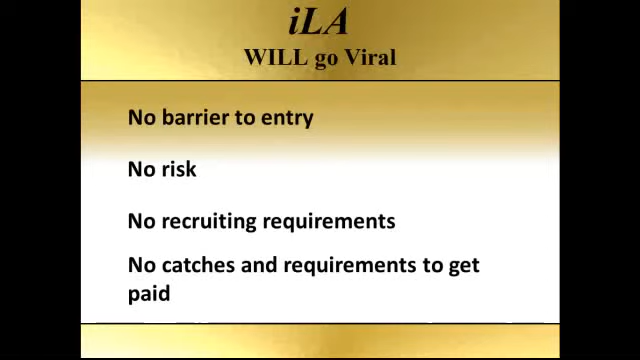 iLA
WILL go Viral
No barrier to entry
No risk
No recruiting requirements
No catches and requirements to get
paid